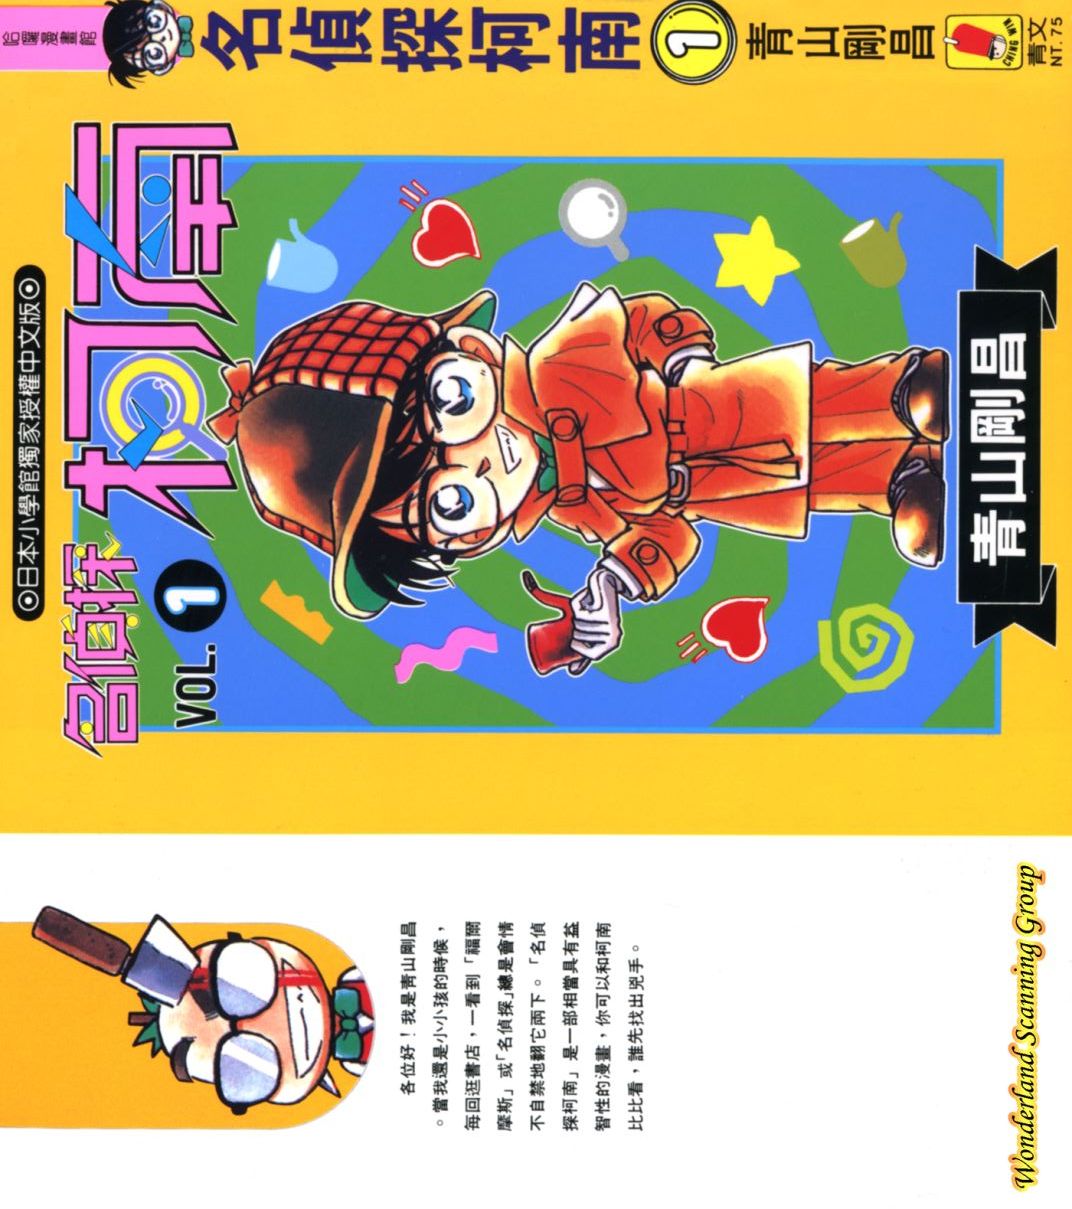 名偵探柯南
1
青山剛昌
CHING WIN
青文
NT.75
日本小學館獨家授權中文版
名偵探
柯南
VOL.1
青山剛昌
各位好！我是青山剛昌
。當我還是小小孩的時候，
每回逛書店，一看到「福爾
摩斯」或「名偵探」總是會情
不自禁地翻它兩下。「名偵
探柯南」是一部相當具有益
智性的漫畫，你可以和柯南
比比看，誰先找出兇手。
Wonderland Scanning Group